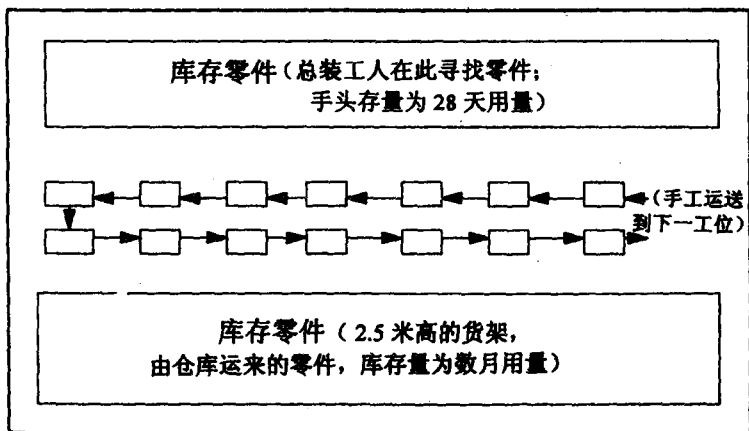 库存零件（总装工人在此寻找零件；
手头存量为 28 天用量）
（手工运送
到下一工位）
库存零件（ 2.5 米高的货架，
由仓库运来的零件，库存量为数月用量）